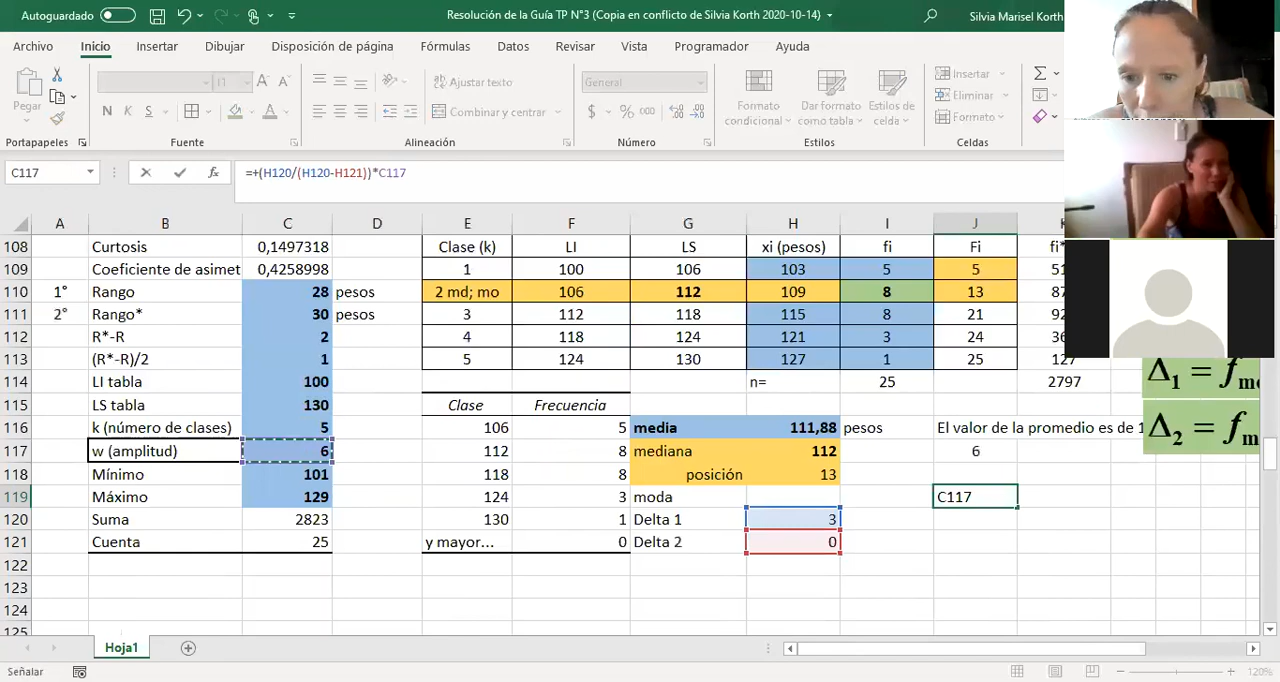 Autoguardado
Resolución de la Guía TP N°3 (Copia en conflicto de Silvia Korth 2020-10-14)
Silvia Marisel Korth
Archivo Inicio Insertar Dibujar Disposición de página Fórmulas Datos Revisar Vista Programador Ayuda
Pegar
11
A A
N K S
Ajustar texto
Combinar y centrar
General
$ % 000
Formato condicional
Dar formato como tabla
Estilos de celda
Insertar
Eliminar
Formato
Portapapeles Fuente Alineación Número Estilos Celdas
C117 fx =+(H120/(H120-H121))*C117
A B C D E F G H I J K
108 Curtosis 0,1497318 Clase (k) LI LS xi (pesos) fi Fi fi*
109 Coeficiente de asimet 0,4258998 1 100 106 103 5 5 51
110 1° Rango 28 pesos 2 md; mo 106 112 109 8 13 87
111 2° Rango* 30 pesos 3 112 118 115 8 21 92
112 R*-R 2 4 118 124 121 3 24 36
113 (R*-R)/2 1 5 124 130 127 1 25 127
114 LI tabla 100 n= 25 2797
115 LS tabla 130 Clase Frecuencia
116 k (número de clases) 5 106 5 media 111,88 pesos El valor de la promedio es de 1
117 w (amplitud) 6 112 8 mediana 112 6
118 Mínimo 101 118 8 posición 13
119 Máximo 129 124 3 moda C117
120 Suma 2823 130 1 Delta 1 3
121 Cuenta 25 y mayor... 0 Delta 2 0
122
123
124
125
Δ1 = fmo
Δ2 = fm
Hoja1
Señalar
120%